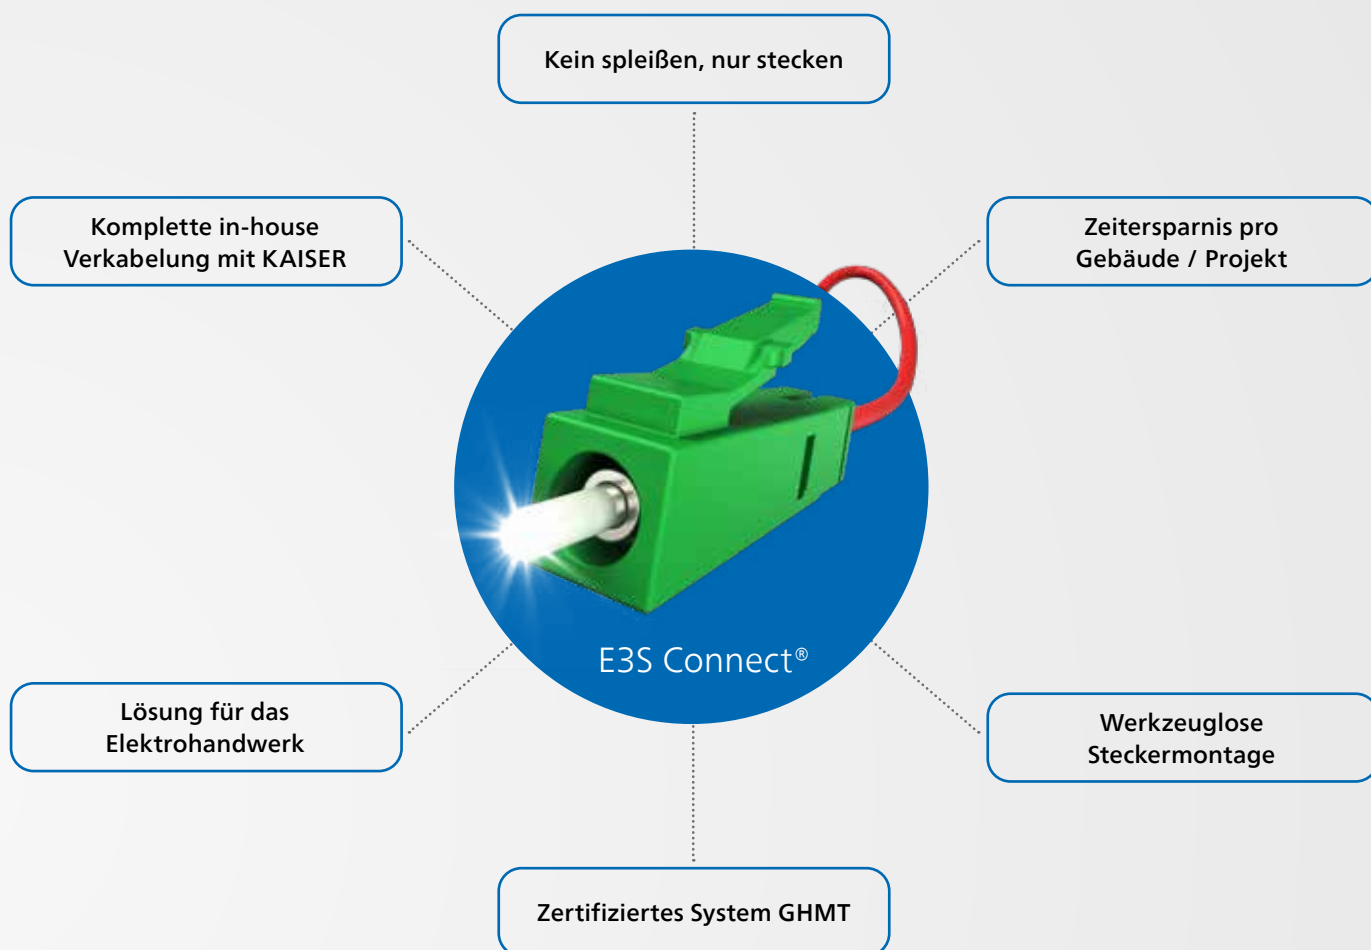 Kein spleißen, nur stecken
Komplette in-house
Verkabelung mit KAISER
Zeitersparnis pro
Gebäude / Projekt
E3S Connect®
Lösung für das
Elektrohandwerk
Werkzeuglose
Steckermontage
Zertifiziertes System GHMT